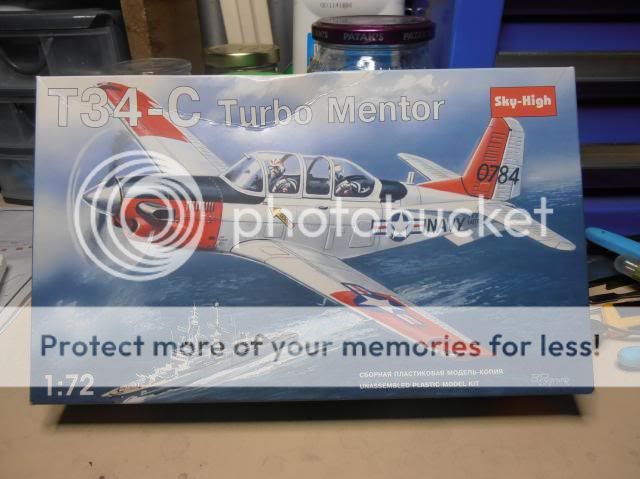 PATAK'S PATAK'S
T34-C Turbo Mentor
Sky-High
0784
NAVY
photobucket
Protect more of your memories for less!
1:72
СБОРНАЯ ПЛАСТИКОВАЯ МОДЕЛЬ-КОПИЯ
UNASSEMBLED PLASTIC MODEL KIT